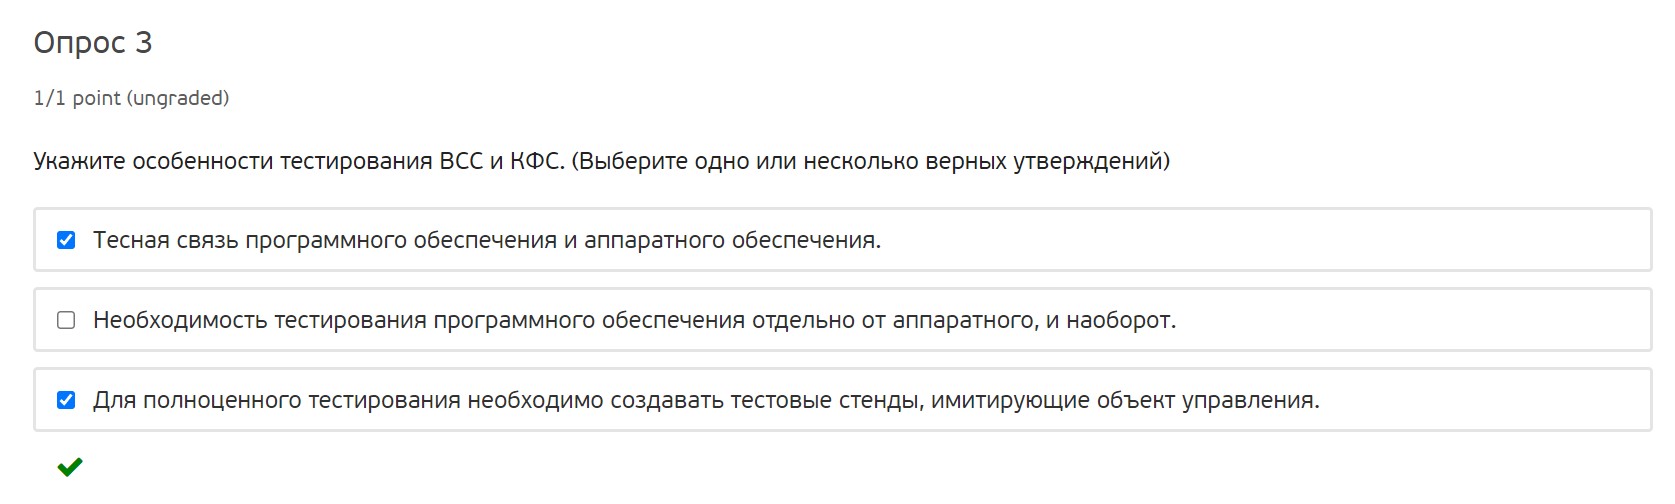 Опрос 3
1/1 point (ungraded)
Укажите особенности тестирования ВСС и КФС. (Выберите одно или несколько верных утверждений)
Тесная связь программного обеспечения и аппаратного обеспечения.
Необходимость тестирования программного обеспечения отдельно от аппаратного, и наоборот.
Для полноценного тестирования необходимо создавать тестовые стенды, имитирующие объект управления.